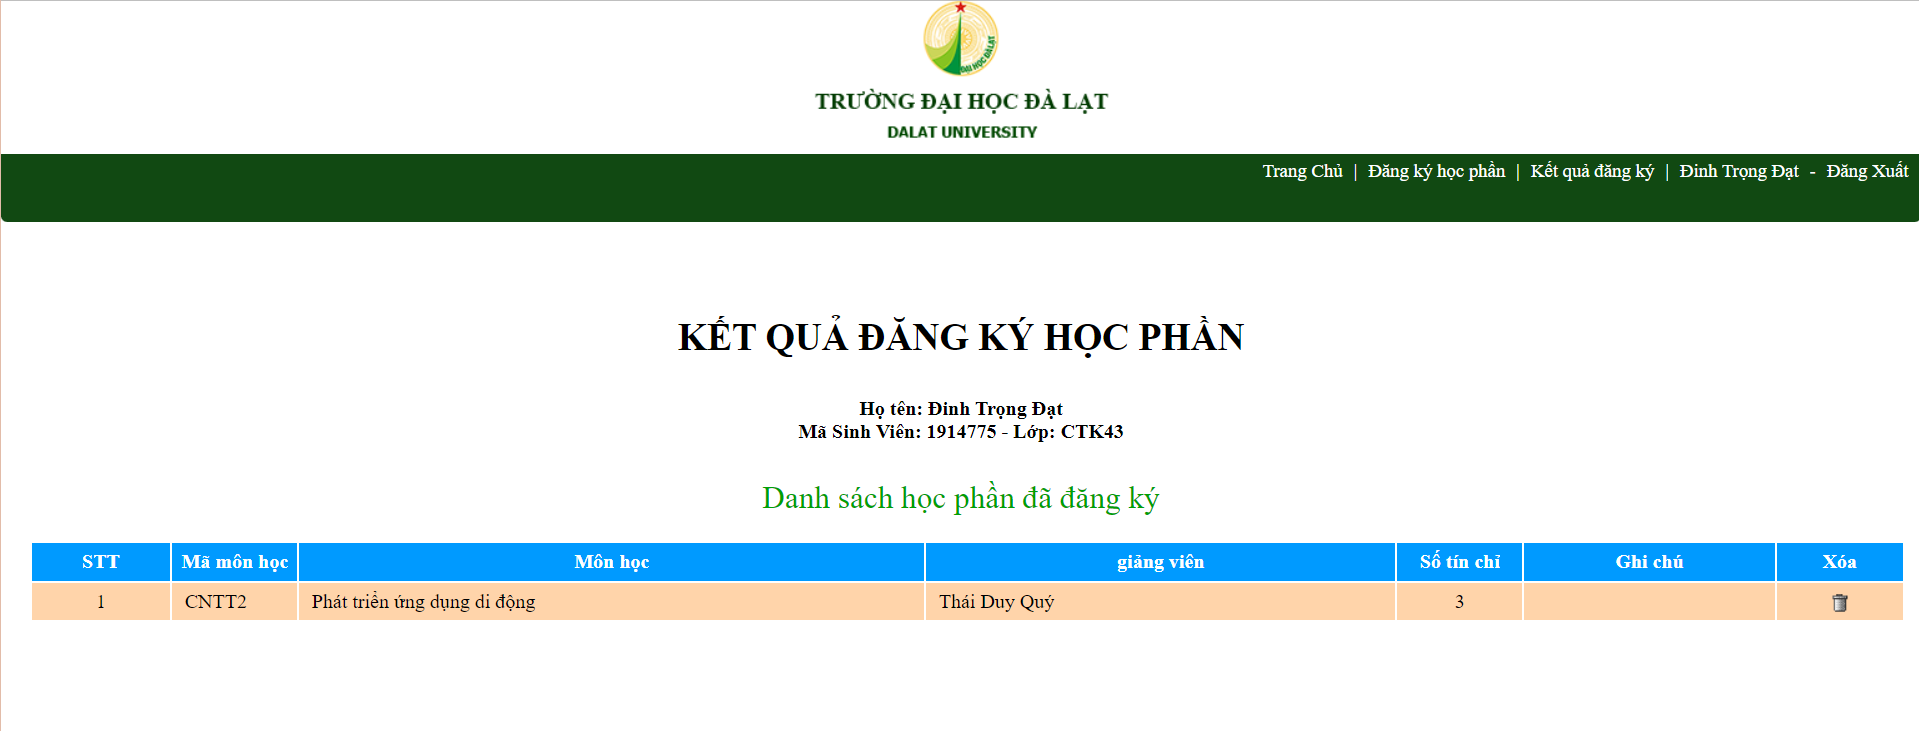 ĐẠI HỌC ĐÀ LẠT
TRƯỜNG ĐẠI HỌC ĐÀ LẠT
DALAT UNIVERSITY
Trang Chủ | Đăng ký học phần | Kết quả đăng ký | Đinh Trọng Đạt - Đăng Xuất
KẾT QUẢ ĐĂNG KÝ HỌC PHẦN
Họ tên: Đinh Trọng Đạt
Mã Sinh Viên: 1914775 - Lớp: CTK43
Danh sách học phần đã đăng ký
STT Mã môn học Môn học giảng viên Số tín chỉ Ghi chú Xóa
1 CNTT2 Phát triển ứng dụng di động Thái Duy Quý 3